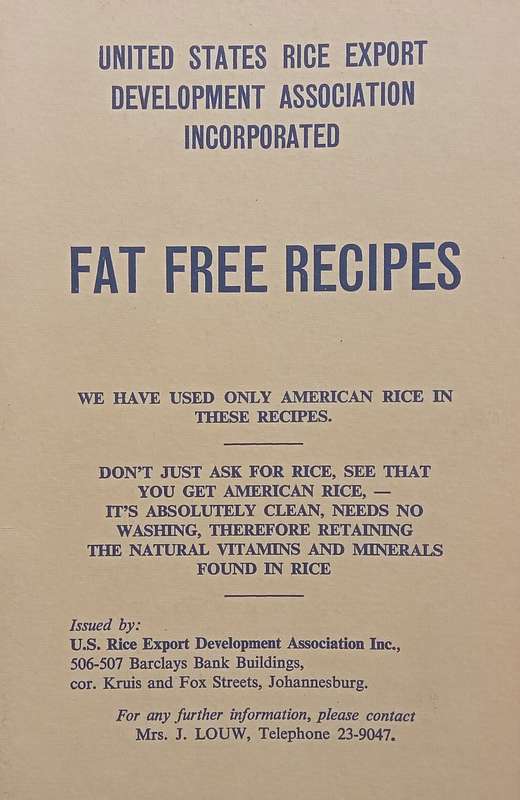 UNITED STATES RICE EXPORT
DEVELOPMENT ASSOCIATION
INCORPORATED
FAT FREE RECIPES
WE HAVE USED ONLY AMERICAN RICE IN
THESE RECIPES.
DON'T JUST ASK FOR RICE, SEE THAT
YOU GET AMERICAN RICE, —
IT'S ABSOLUTELY CLEAN, NEEDS NO
WASHING, THEREFORE RETAINING
THE NATURAL VITAMINS AND MINERALS
FOUND IN RICE
Issued by:
U.S. Rice Export Development Association Inc.,
506-507 Barclays Bank Buildings,
cor. Kruis and Fox Streets, Johannesburg.
For any further information, please contact
Mrs. J. LOUW, Telephone 23-9047.